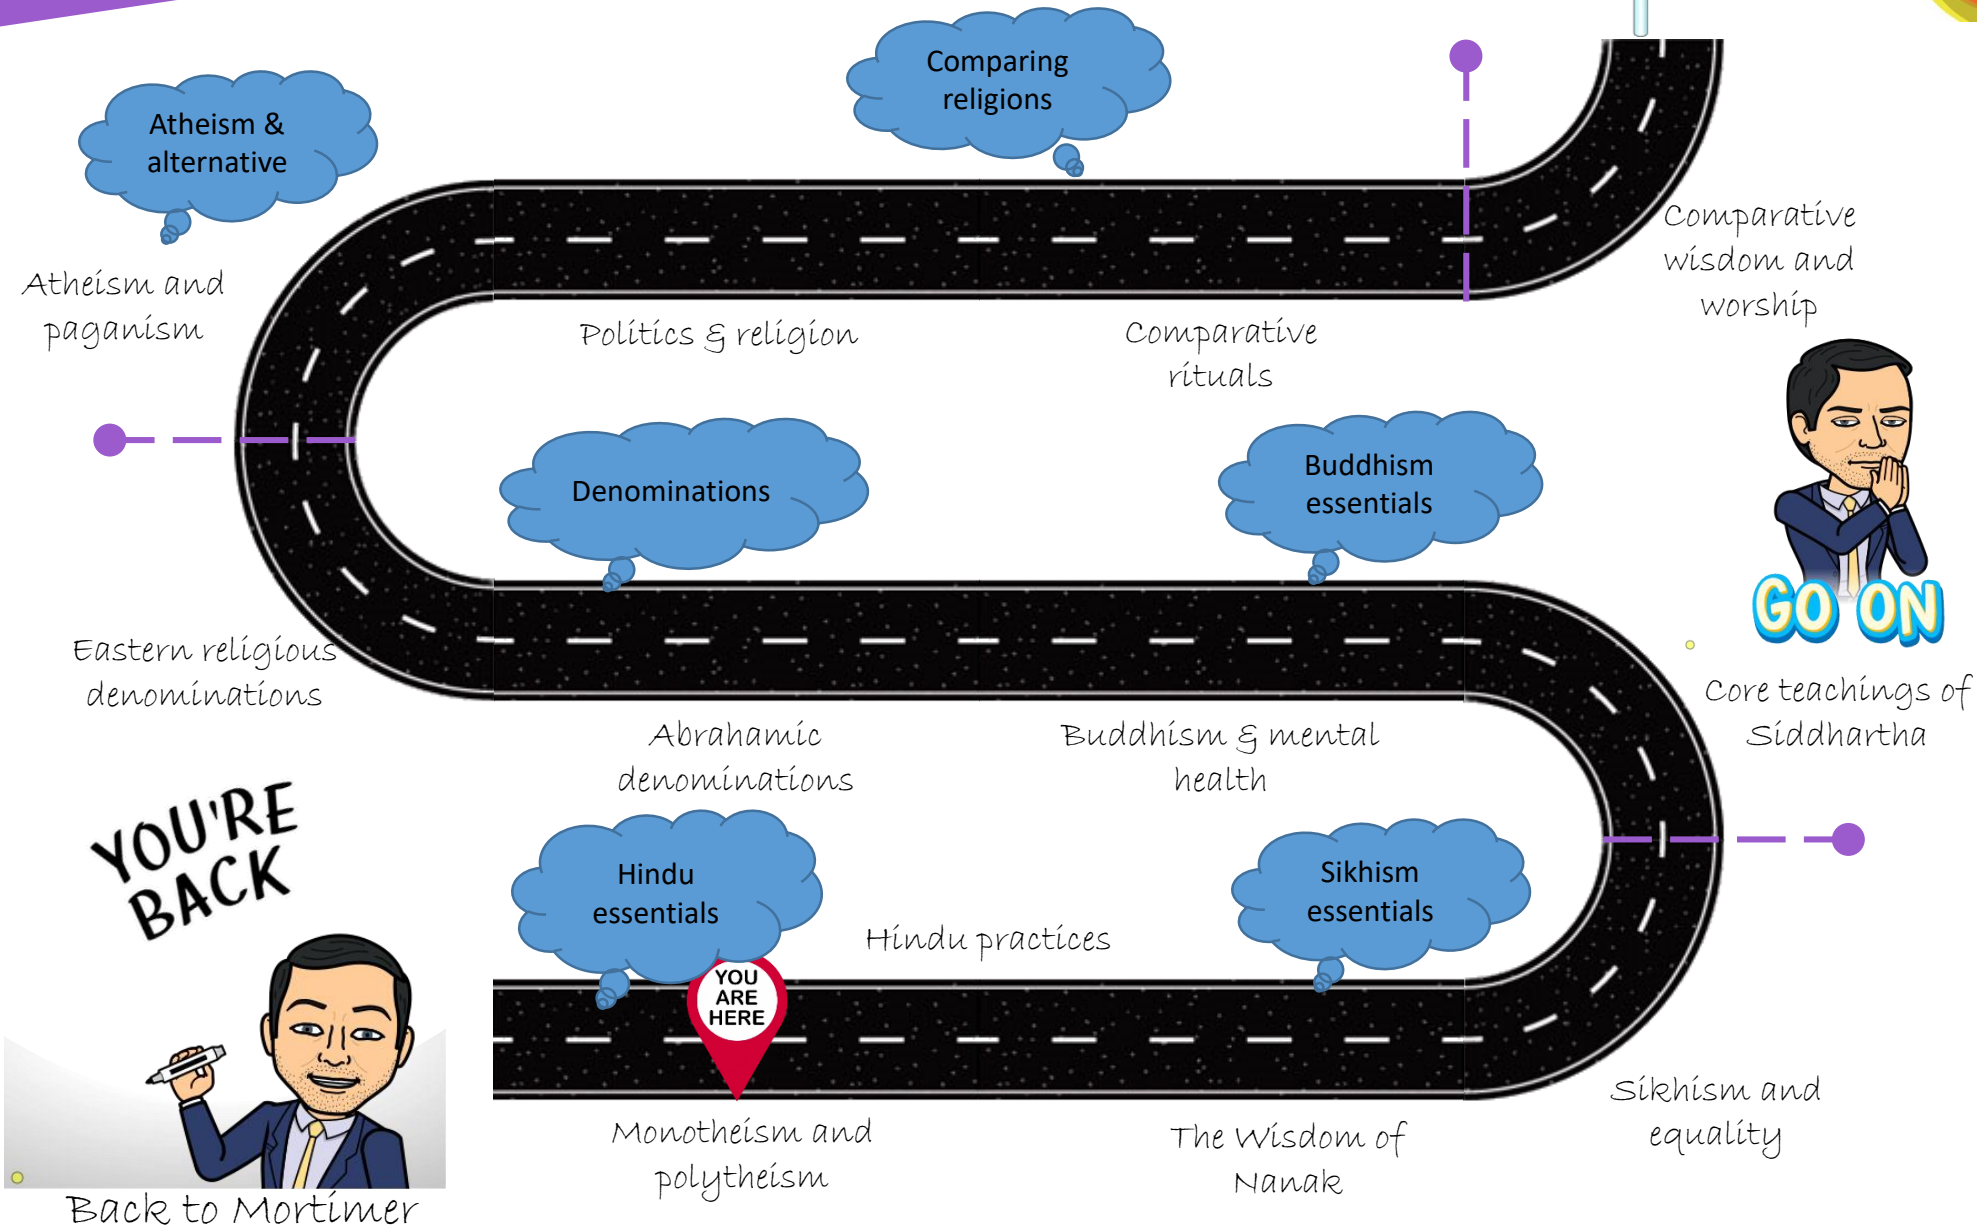 Comparing
religions
Atheism &
alternative
Comparative
wisdom and
worship
Atheism and
paganism
Politics & religion
Comparative
rituals
Denominations
Buddhism
essentials
GO ON
Eastern religious
denominations
Core teachings of
Siddhartha
Abrahamic
denominations
Buddhism & mental
health
YOU'RE
BACK
Hindu
essentials
Sikhism
essentials
Hindu practices
YOU
ARE
HERE
Monotheism and
polytheism
The Wisdom of
Nanak
Sikhism and
equality
Back to Mortimer